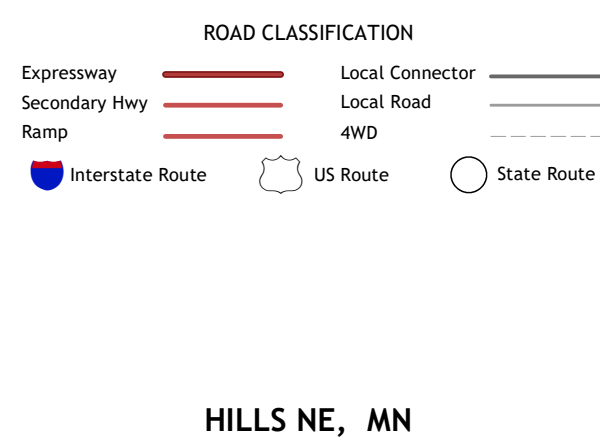 ROAD CLASSIFICATION
Expressway
Local Connector
Secondary Hwy
Local Road
Ramp
4WD
Interstate Route
US Route
State Route
HILLS NE, MN